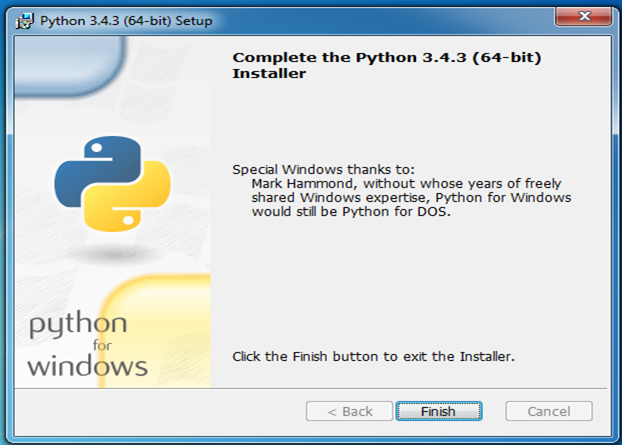 Python 3.4.3 (64-bit) Setup
Complete the Python 3.4.3 (64-bit)
Installer
Special Windows thanks to:
Mark Hammond, without whose years of freely
shared Windows expertise, Python for Windows
would still be Python for DOS.
python
for
windows
Click the Finish button to exit the Installer.
< Back
Finish
Cancel